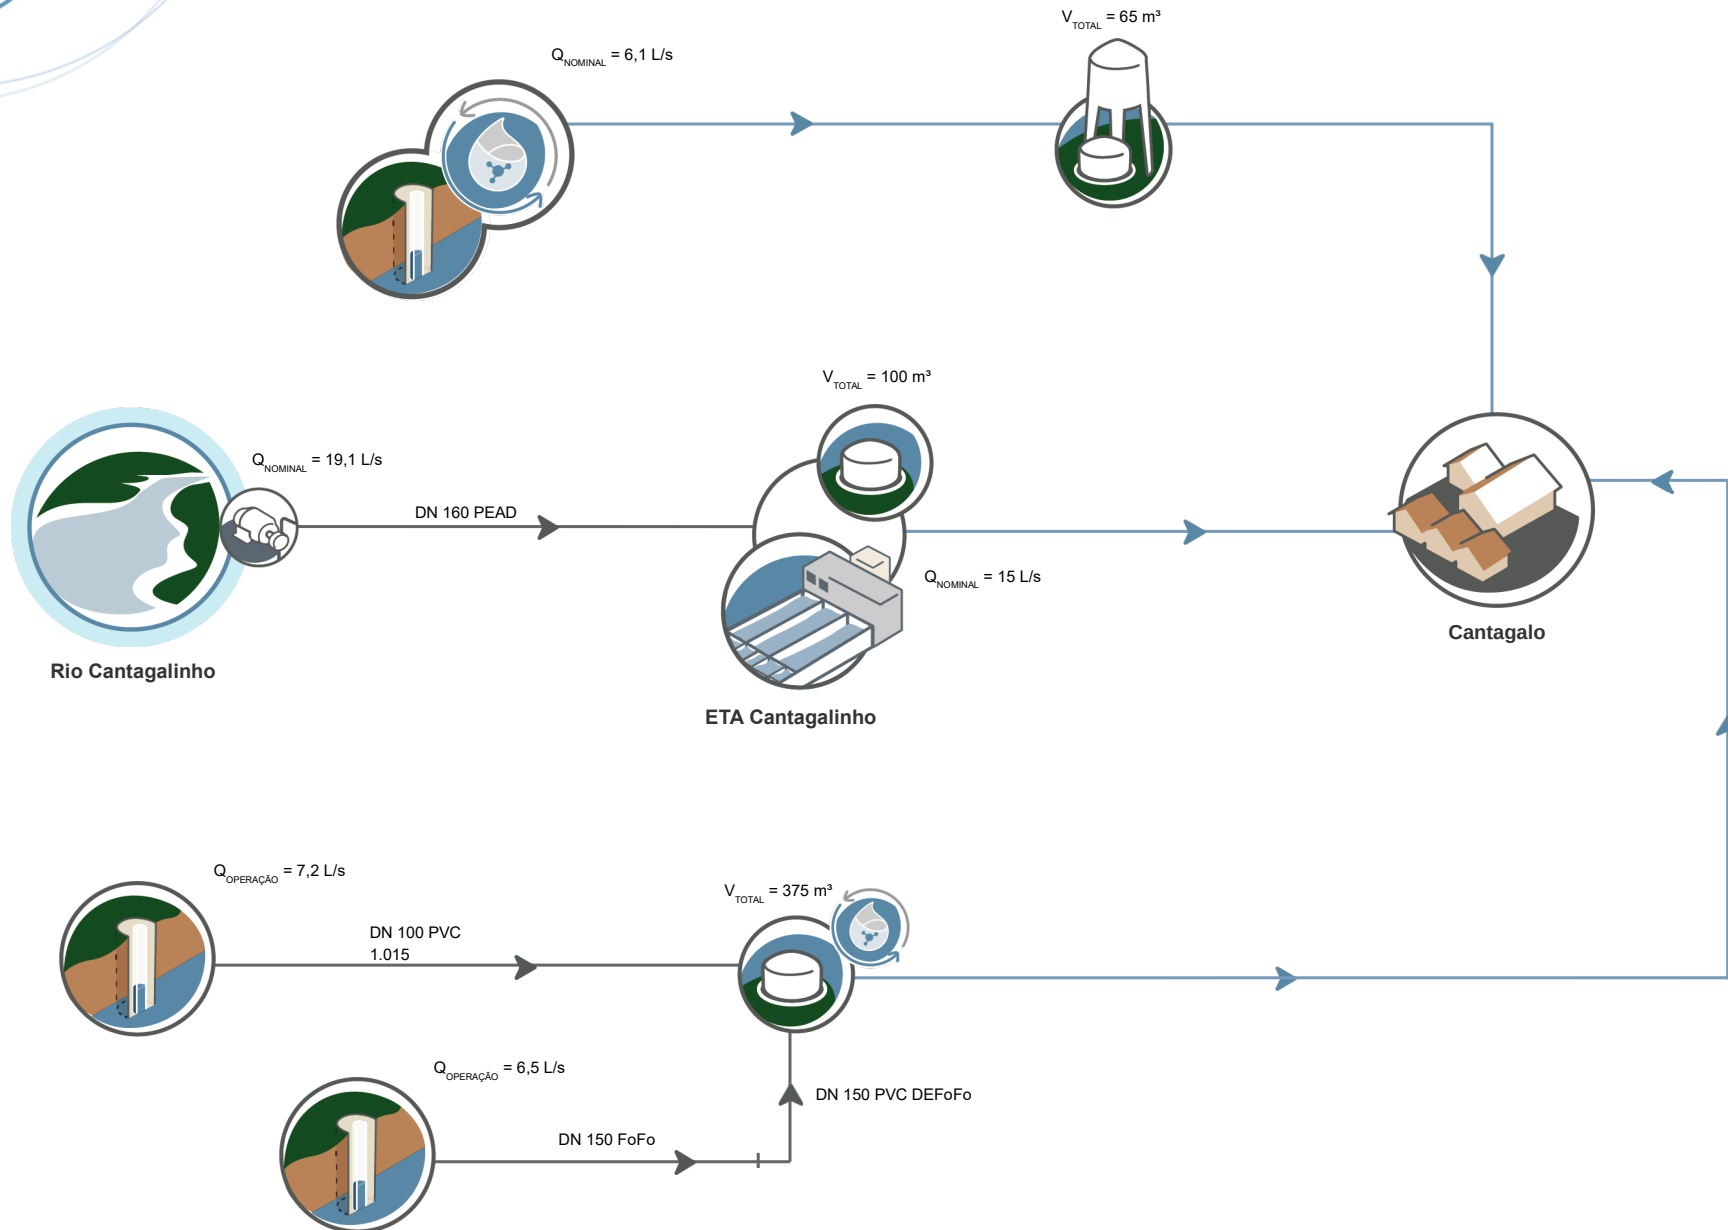 V_TOTAL = 65 m³
Q_NOMINAL = 6,1 L/s
V_TOTAL = 100 m³
Q_NOMINAL = 19,1 L/s
DN 160 PEAD
Q_NOMINAL = 15 L/s
Cantagalo
Rio Cantagalinho
ETA Cantagalinho
Q_OPERAÇÃO = 7,2 L/s
V_TOTAL = 375 m³
DN 100 PVC
1.015
Q_OPERAÇÃO = 6,5 L/s
DN 150 PVC DEFoFo
DN 150 FoFo